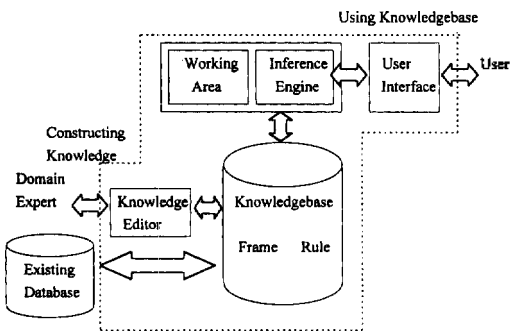 Using Knowledgebase
Working
Area
Inference
Engine
User
Interface
User
Constructing
Knowledge
Domain
Expert
Knowledge
Editor
Knowledgebase
Frame Rule
Existing
Database